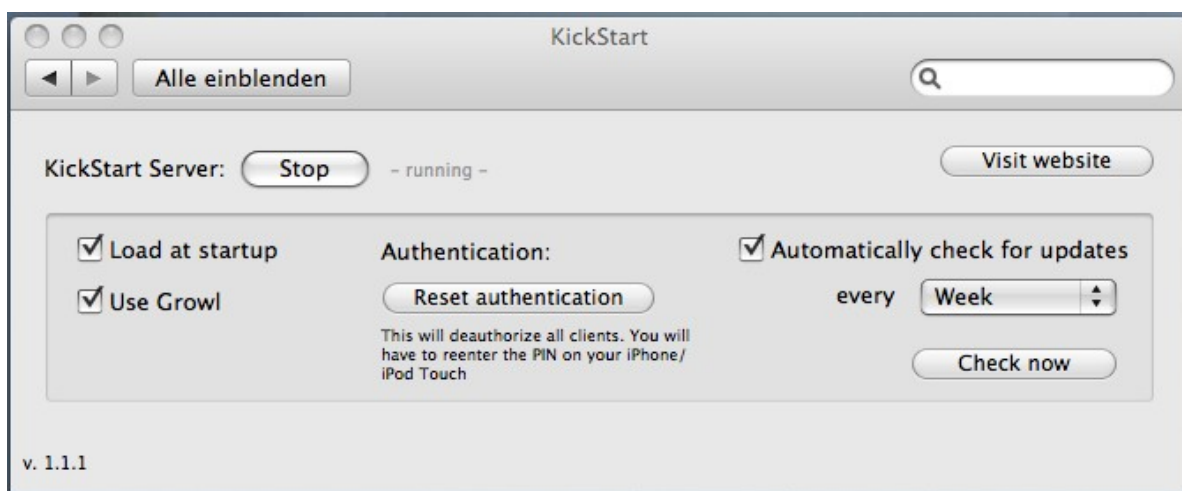 KickStart
Alle einblenden
KickStart Server: Stop – running – Visit website
Load at startup Authentication: Automatically check for updates
Use Growl Reset authentication every Week
This will deauthorize all clients. You will
have to reenter the PIN on your iPhone/
iPod Touch
Check now
v. 1.1.1